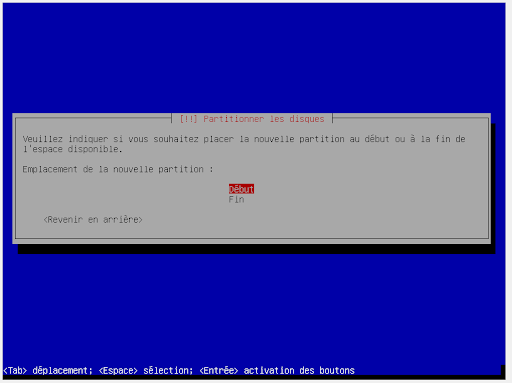 [!!] Partitionner les disques
Veuillez indiquer si vous souhaitez placer la nouvelle partition au début ou à la fin de
l'espace disponible.
Emplacement de la nouvelle partition :
Début
Fin
<Revenir en arrière>
<Tab> déplacement; <Espace> sélection; <Entrée> activation des boutons